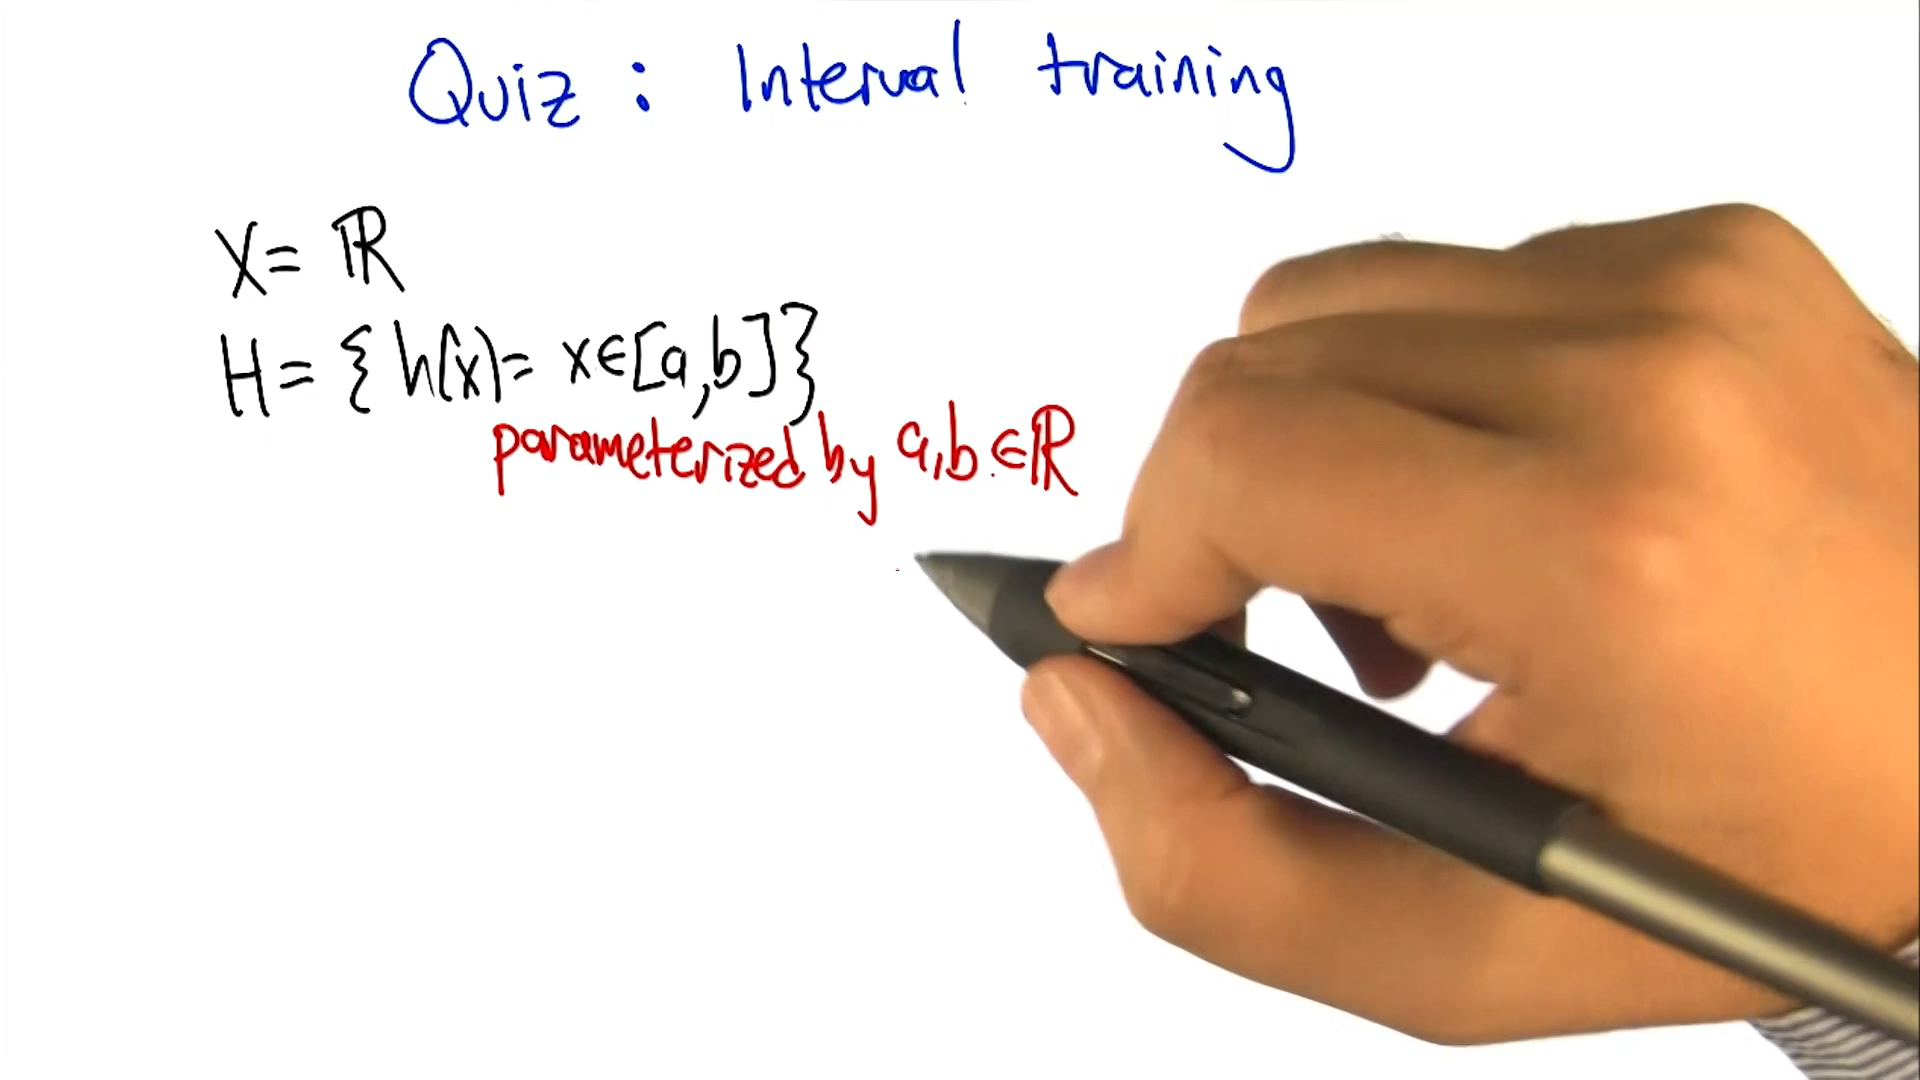 Quiz: Interval training
X = ℝ
H = { h(x) = x ∈ [a,b] }
parameterized by a,b ∈ ℝ